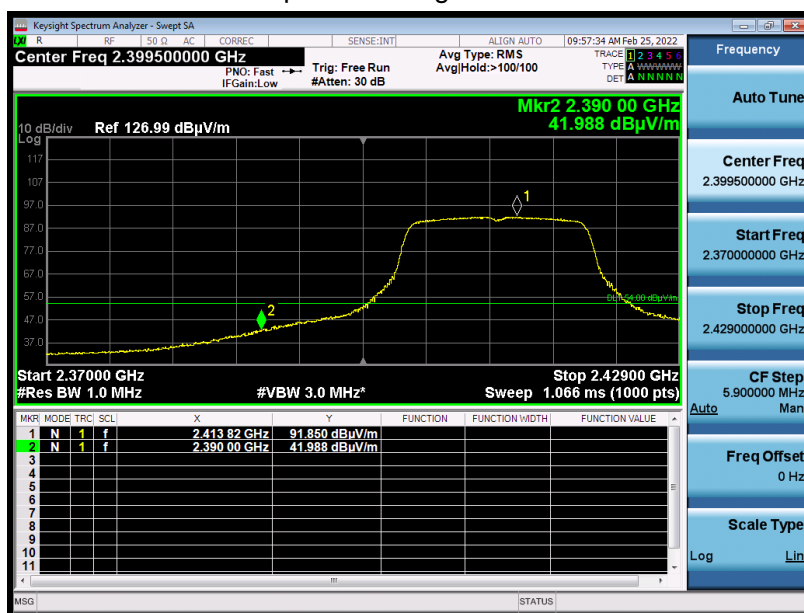 Keysight Spectrum Analyzer - Swept SA
LXI R RF 50 Ω AC CORREC SENSE:INT ALIGN AUTO 09:57:34 AM Feb 25, 2022
Center Freq 2.399500000 GHz
PNO: Fast
IFGain:Low
Trig: Free Run
#Atten: 30 dB
Avg Type: RMS
Avg|Hold:>100/100
TRACE 1 2 3 4 5 6
TYPE A WWWWW
DET A N N N N N
Mkr2 2.390 00 GHz
41.988 dBµV/m
10 dB/div Ref 126.99 dBµV/m
Log
117
107
97.0
87.0
77.0
67.0
57.0
47.0
37.0
1
2
DL1 54.00 dBµV/m
Start 2.37000 GHz Stop 2.42900 GHz
#Res BW 1.0 MHz #VBW 3.0 MHz* Sweep 1.066 ms (1000 pts)
MKR MODE TRC SCL X Y FUNCTION FUNCTION WIDTH FUNCTION VALUE
1 N 1 f 2.413 82 GHz 91.850 dBµV/m
2 N 1 f 2.390 00 GHz 41.988 dBµV/m
3
4
5
6
7
8
9
10
11
MSG STATUS
Frequency
Auto Tune
Center Freq
2.399500000 GHz
Start Freq
2.370000000 GHz
Stop Freq
2.429000000 GHz
CF Step
5.900000 MHz
Auto Man
Freq Offset
0 Hz
Scale Type
Log Lin